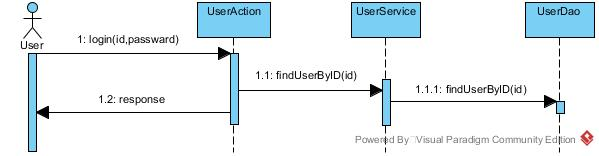 UserAction
UserService
UserDao
User
1: login(id,passward)
1.1: findUserByID(id)
1.1.1: findUserByID(id)
1.2: response
Powered By Visual Paradigm Community Edition